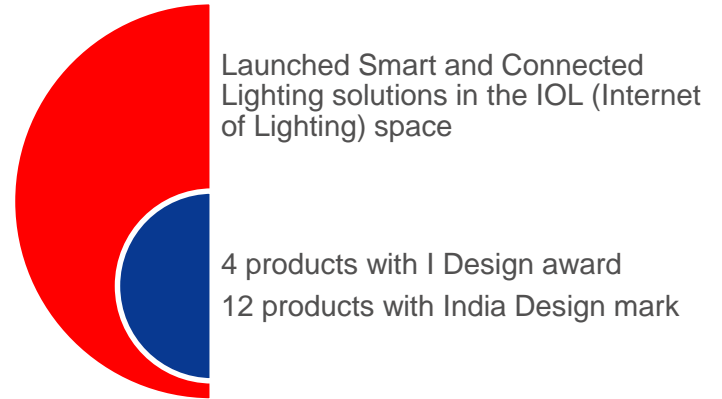 Launched Smart and Connected
Lighting solutions in the IOL (Internet
of Lighting) space
4 products with I Design award
12 products with India Design mark